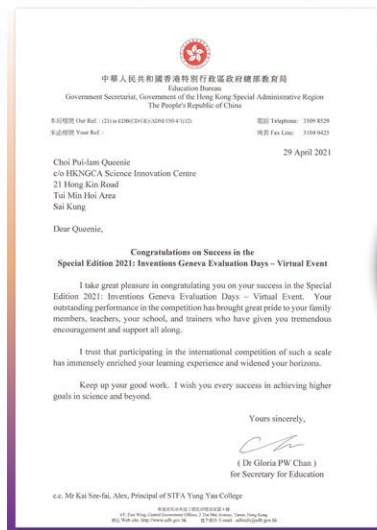 中華人民共和國香港特別行政區政府總部教育局
Education Bureau
Government Secretariat, Government of the Hong Kong Special Administrative Region
The People's Republic of China
本局檔號 Our Ref. :
電話 Telephone: 3509 8529
來函檔號 Your Ref. :
傳真 Fax Line: 3104 0425
29 April 2021
Choi Pui-lam Queenie
c/o HKNGCA Science Innovation Centre
21 Hong Kin Road
Tui Min Hoi Area
Sai Kung
Dear Queenie,
Congratulations on Success in the
Special Edition 2021: Inventions Geneva Evaluation Days – Virtual Event
I take great pleasure in congratulating you on your success in the Special
Edition 2021: Inventions Geneva Evaluation Days – Virtual Event. Your
outstanding performance in the competition has brought great pride to your family
members, teachers, your school, and trainers who have given you tremendous
encouragement and support all along.
I trust that participating in the international competition of such a scale
has immensely enriched your learning experience and widened your horizons.
Keep up your good work. I wish you every success in achieving higher
goals in science and beyond.
Yours sincerely,
( Dr Gloria PW Chan )
for Secretary for Education
c.c. Mr Kai Sze-fai, Alex, Principal of STFA Yung Yau College